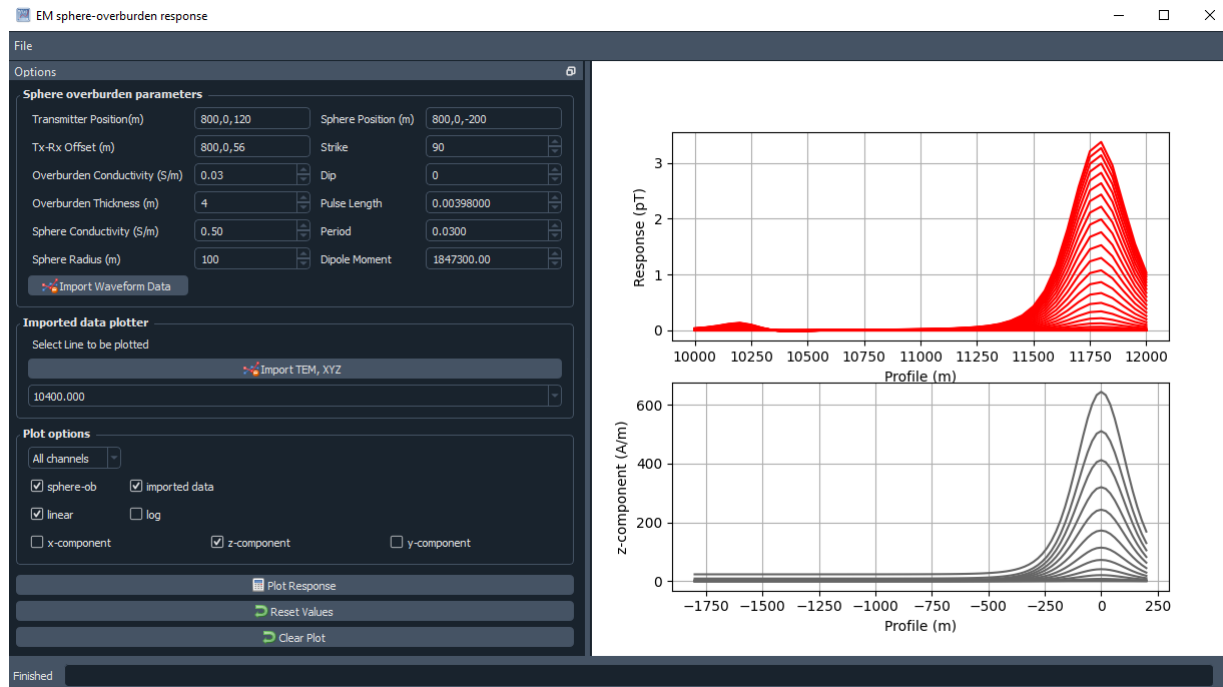 EM sphere-overburden response
File
Options
Sphere overburden parameters
Transmitter Position(m) 800,0,120 Sphere Position (m) 800,0,-200
Tx-Rx Offset (m) 800,0,56 Strike 90
Overburden Conductivity (S/m) 0.03 Dip 0
Overburden Thickness (m) 4 Pulse Length 0.00398000
Sphere Conductivity (S/m) 0.50 Period 0.0300
Sphere Radius (m) 100 Dipole Moment 1847300.00
Import Waveform Data
Imported data plotter
Select Line to be plotted
Import TEM, XYZ
10400.000
Plot options
All channels
sphere-ob imported data
linear log
x-component z-component y-component
Plot Response
Reset Values
Clear Plot
Finished
Response (pT)
3
2
1
0
10000 10250 10500 10750 11000 11250 11500 11750 12000
Profile (m)
z-component (A/m)
600
400
200
0
−1750 −1500 −1250 −1000 −750 −500 −250 0 250
Profile (m)